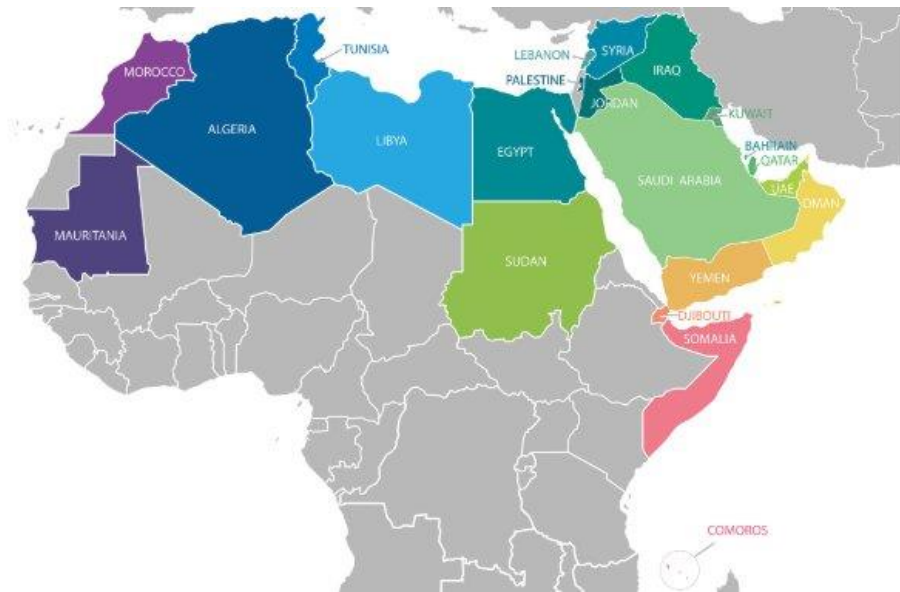 TUNISIA
MOROCCO
LEBANON
SYRIA
IRAQ
PALESTINE
JORDAN
KUWAIT
ALGERIA
LIBYA
EGYPT
BAHRAIN
QATAR
SAUDI ARABIA
UAE
OMAN
MAURITANIA
SUDAN
YEMEN
DJIBOUTI
SOMALIA
COMOROS